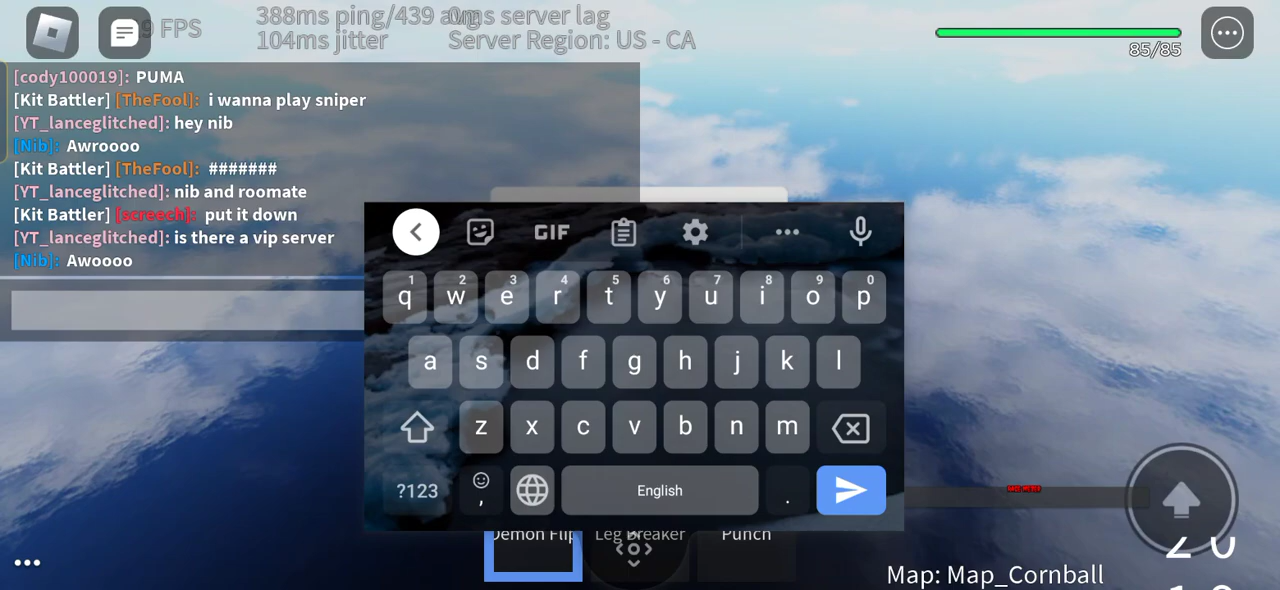 9 FPS
388ms ping/439 avg
0ms server lag
104ms jitter
Server Region: US - CA
85/85
[cody100019]: PUMA
[Kit Battler] [TheFool]: i wanna play sniper
[YT_lanceglitched]: hey nib
[Nib]: Awroooo
[Kit Battler] [TheFool]: #######
[YT_lanceglitched]: nib and roomate
[Kit Battler] [screech]: put it down
[YT_lanceglitched]: is there a vip server
[Nib]: Awoooo
GIF
1 2 3 4 5 6 7 8 9 0
q w e r t y u i o p
a s d f g h j k l
z x c v b n m
?123 , English .
Demon Flip
Leg Breaker
Punch
Map: Map_Cornball